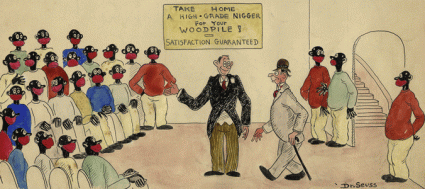 TAKE HOME
A HIGH-GRADE NIGGER
FOR YOUR
WOODPILE!
SATISFACTION GUARANTEED
Dr. Seuss